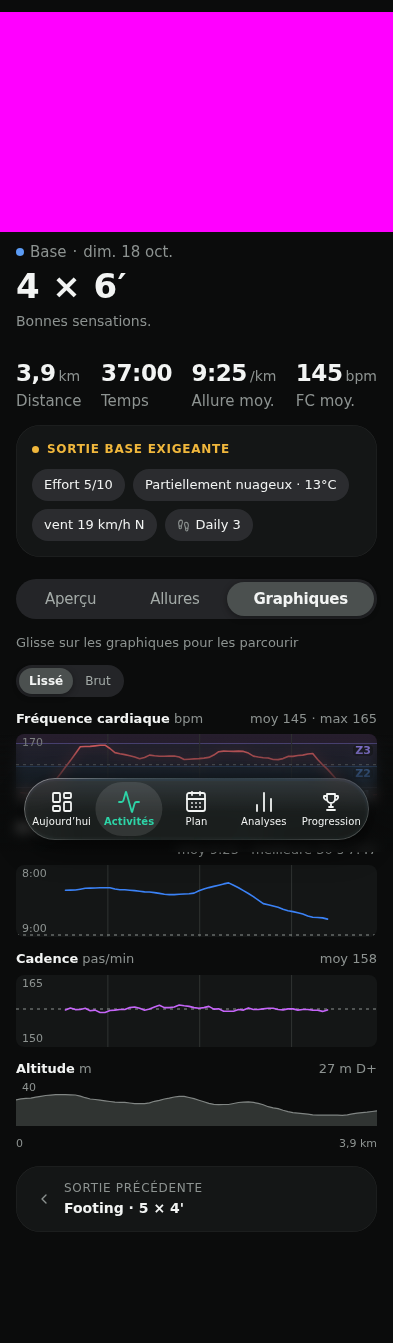 Base · dim. 18 oct.
4 × 6′
Bonnes sensations.
3,9 km 37:00 9:25 /km 145 bpm
Distance Temps Allure moy. FC moy.
SORTIE BASE EXIGEANTE
Effort 5/10 Partiellement nuageux · 13°C
vent 19 km/h N Daily 3
Aperçu Allures Graphiques
Glisse sur les graphiques pour les parcourir
Lissé Brut
Fréquence cardiaque bpm moy 145 · max 165
170
Z3
Z2
Aujourd'hui Activités Plan Analyses Progression
8:00
9:00
Cadence pas/min moy 158
165
150
Altitude m 27 m D+
40
0 3,9 km
SORTIE PRÉCÉDENTE
Footing · 5 × 4'